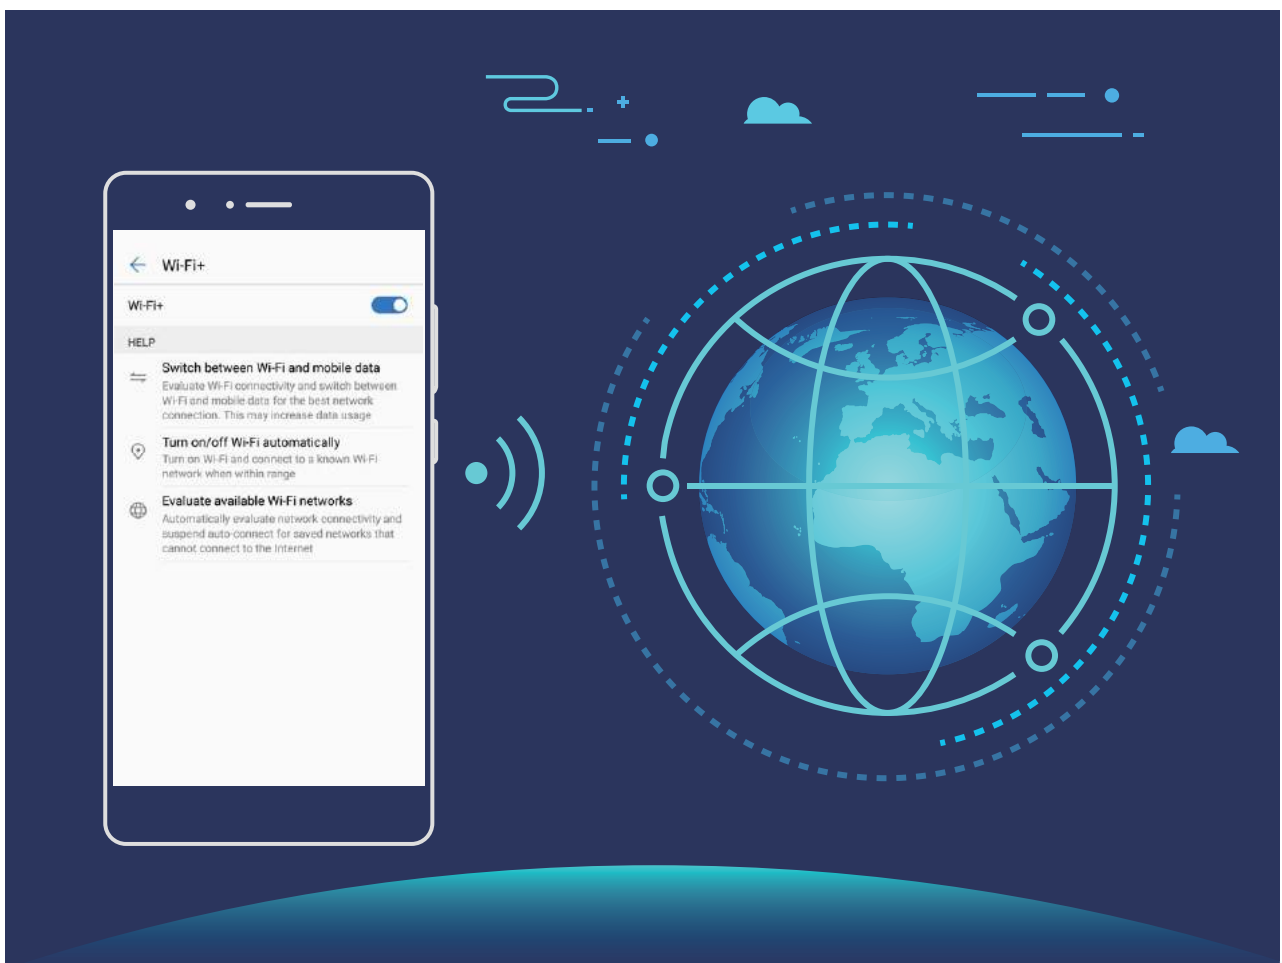 Wi-Fi+
Wi-Fi+
HELP
Switch between Wi-Fi and mobile data
Evaluate Wi-Fi connectivity and switch between
Wi-Fi and mobile data for the best network
connection. This may increase data usage
Turn on/off Wi-Fi automatically
Turn on Wi-Fi and connect to a known Wi-Fi
network when within range
Evaluate available Wi-Fi networks
Automatically evaluate network connectivity and
suspend auto-connect for saved networks that
cannot connect to the Internet